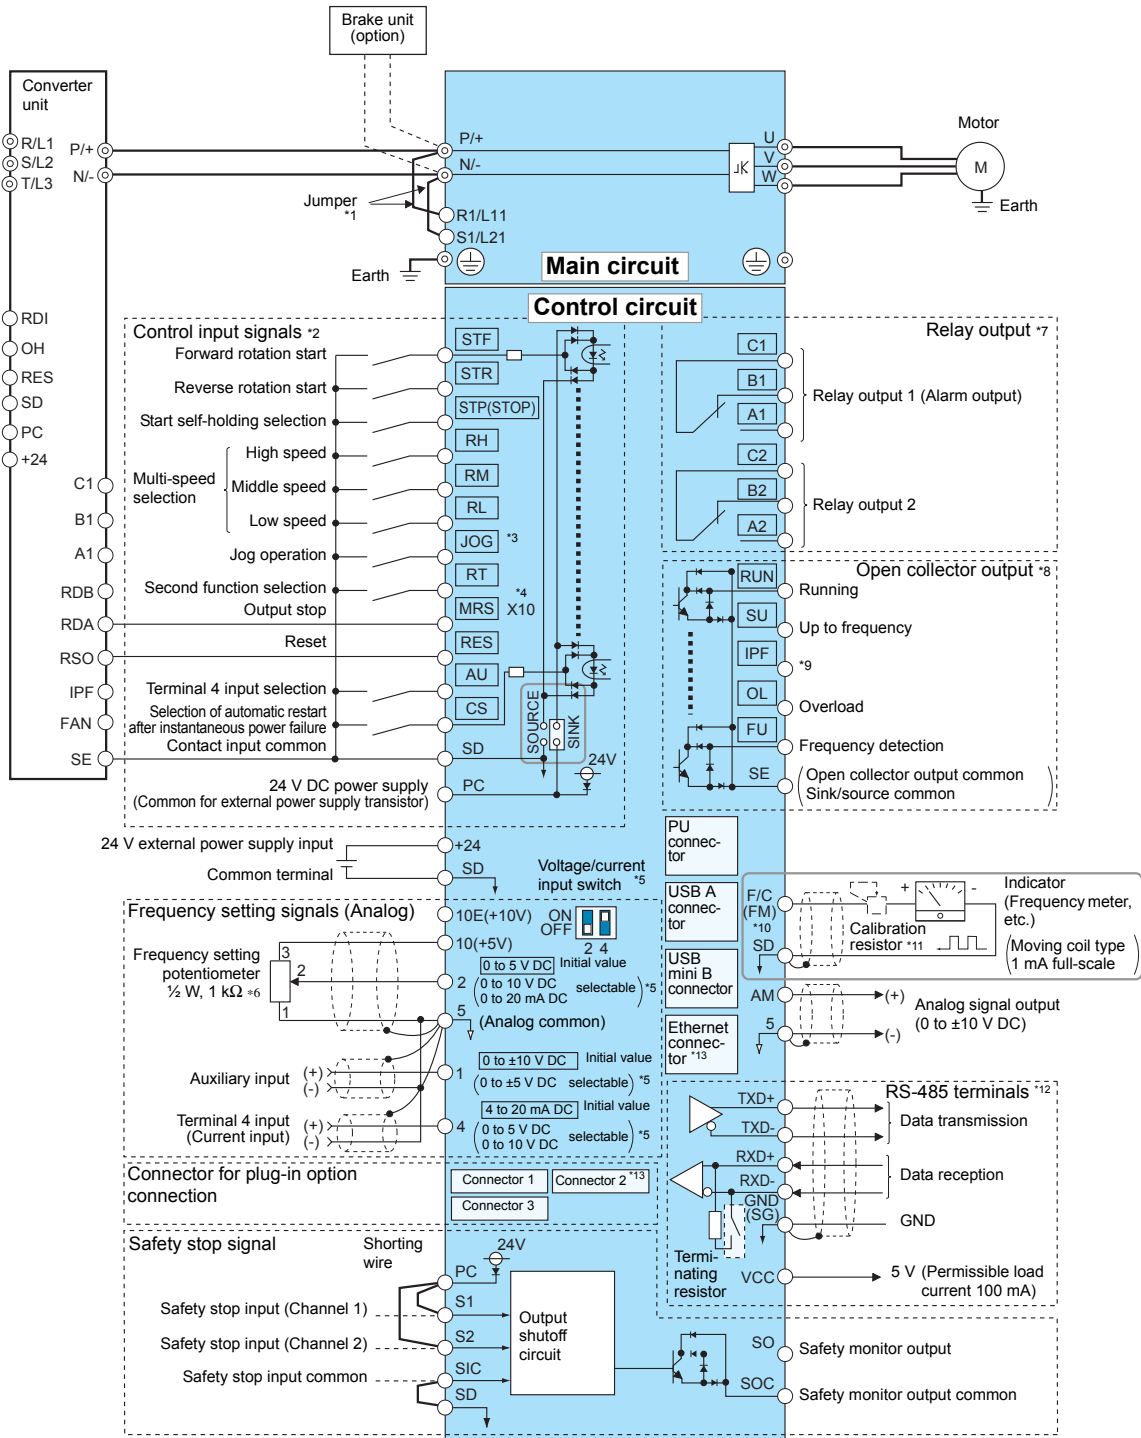 Brake unit
(option)
Converter
unit
R/L1
S/L2
T/L3
P/+
N/-
P/+
N/-
Jumper
*1
R1/L11
S1/L21
Earth
U
V
W
Motor
M
Earth
Main circuit
Control circuit
RDI
OH
RES
SD
PC
+24
C1
B1
A1
RDB
RDA
RSO
IPF
FAN
SE
Control input signals *2
Forward rotation start
Reverse rotation start
Start self-holding selection
Multi-speed
selection
High speed
Middle speed
Low speed
Jog operation
Second function selection
Output stop
Reset
Terminal 4 input selection
Selection of automatic restart
after instantaneous power failure
Contact input common
24 V DC power supply
(Common for external power supply transistor)
STF
STR
STP(STOP)
RH
RM
RL
JOG *3
RT
MRS X10 *4
RES
AU
CS
SD
PC
SOURCE
SINK
24V
Relay output *7
C1
B1
A1
Relay output 1 (Alarm output)
C2
B2
A2
Relay output 2
Open collector output *8
RUN
Running
SU
Up to frequency
IPF
*9
OL
Overload
FU
Frequency detection
SE
(Open collector output common
Sink/source common)
24 V external power supply input
Common terminal
+24
SD
Voltage/current
input switch *5
ON
OFF
2 4
PU
connec-
tor
USB A
connec-
tor
USB
mini B
connector
Ethernet
connec-
tor *13
Frequency setting signals (Analog)
Frequency setting
potentiometer
½ W, 1 kΩ *6
3
2
1
10E(+10V)
10(+5V)
2
0 to 5 V DC Initial value
(0 to 10 V DC
0 to 20 mA DC selectable) *5
5
(Analog common)
Auxiliary input (+)
(-)
1
0 to ±10 V DC Initial value
(0 to ±5 V DC selectable) *5
Terminal 4 input
(Current input)
(+)
(-)
4
4 to 20 mA DC Initial value
(0 to 5 V DC
0 to 10 V DC selectable) *5
F/C
(FM)
*10
SD
+ -
Calibration
resistor *11
Indicator
(Frequency meter,
etc.)
(Moving coil type
1 mA full-scale)
AM
5
(+)
(-)
Analog signal output
(0 to ±10 V DC)
RS-485 terminals *12
TXD+
TXD-
Data transmission
RXD+
RXD-
Data reception
GND
(SG)
GND
Termi-
nating
resistor
VCC
5 V (Permissible load
current 100 mA)
Connector for plug-in option
connection
Connector 1
Connector 2 *13
Connector 3
Safety stop signal
Shorting
wire
24V
PC
S1
S2
SIC
SD
Safety stop input (Channel 1)
Safety stop input (Channel 2)
Safety stop input common
Output
shutoff
circuit
SO
Safety monitor output
SOC
Safety monitor output common